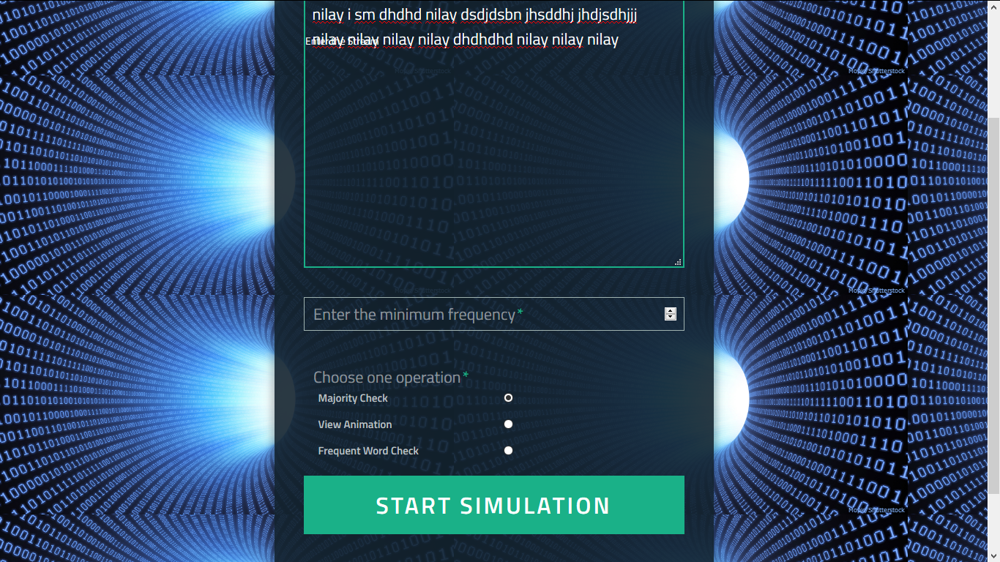 nilay i sm dhdhd nilay dsdjdsbn jhsddhj jhdjsdhjjj
nilay nilay nilay nilay dhdhdhd nilay nilay nilay
Enter the Stream
Enter the minimum frequency*
Choose one operation*
Majority Check
View Animation
Frequent Word Check
START SIMULATION